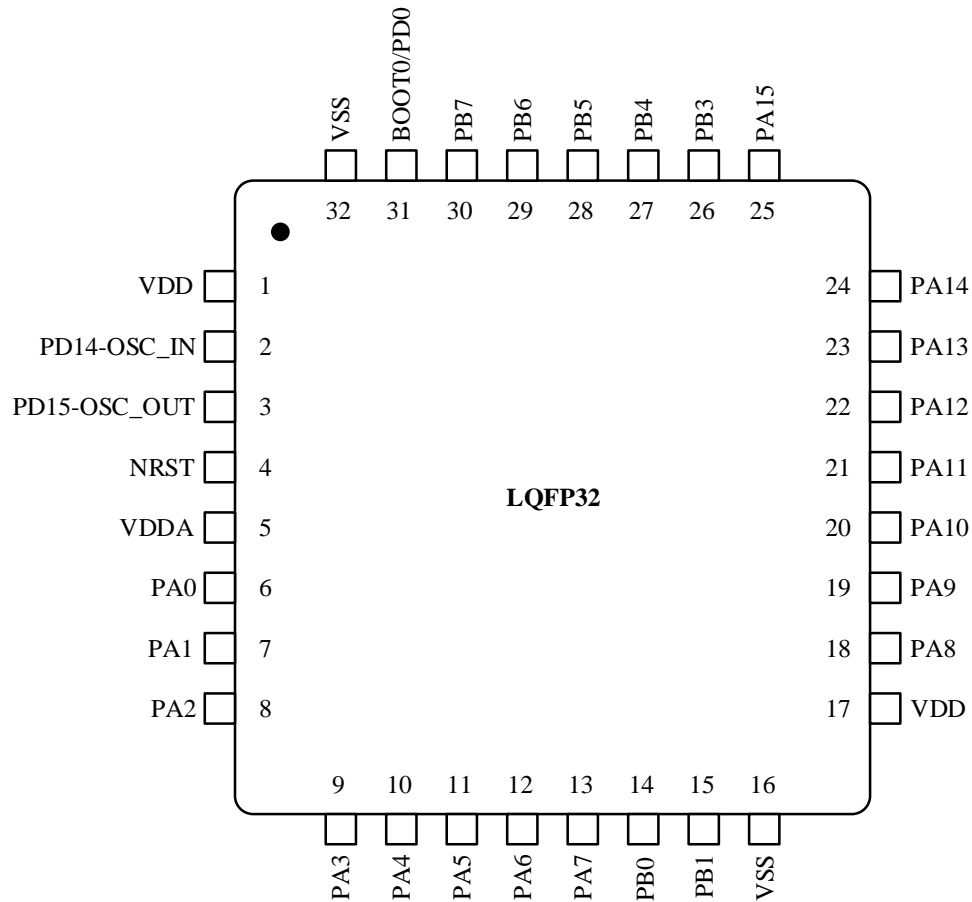 VSS BOOT0/PD0 PB7 PB6 PB5 PB4 PB3 PA15
32 31 30 29 28 27 26 25
VDD 1 24 PA14
PD14-OSC_IN 2 23 PA13
PD15-OSC_OUT 3 22 PA12
NRST 4 21 PA11
LQFP32
VDDA 5 20 PA10
PA0 6 19 PA9
PA1 7 18 PA8
PA2 8 17 VDD
9 10 11 12 13 14 15 16
PA3 PA4 PA5 PA6 PA7 PB0 PB1 VSS